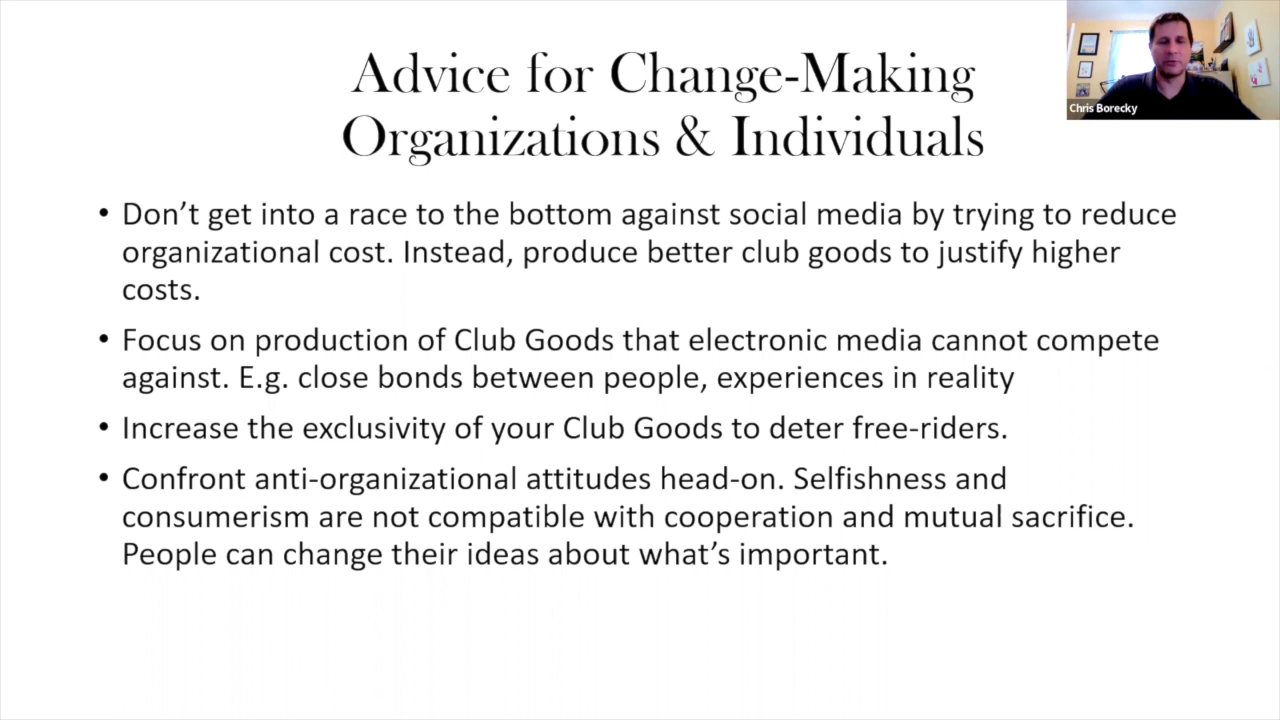 Advice for Change-Making
Organizations & Individuals
Chris Borecky
• Don’t get into a race to the bottom against social media by trying to reduce
organizational cost. Instead, produce better club goods to justify higher
costs.
• Focus on production of Club Goods that electronic media cannot compete
against. E.g. close bonds between people, experiences in reality
• Increase the exclusivity of your Club Goods to deter free-riders.
• Confront anti-organizational attitudes head-on. Selfishness and
consumerism are not compatible with cooperation and mutual sacrifice.
People can change their ideas about what’s important.